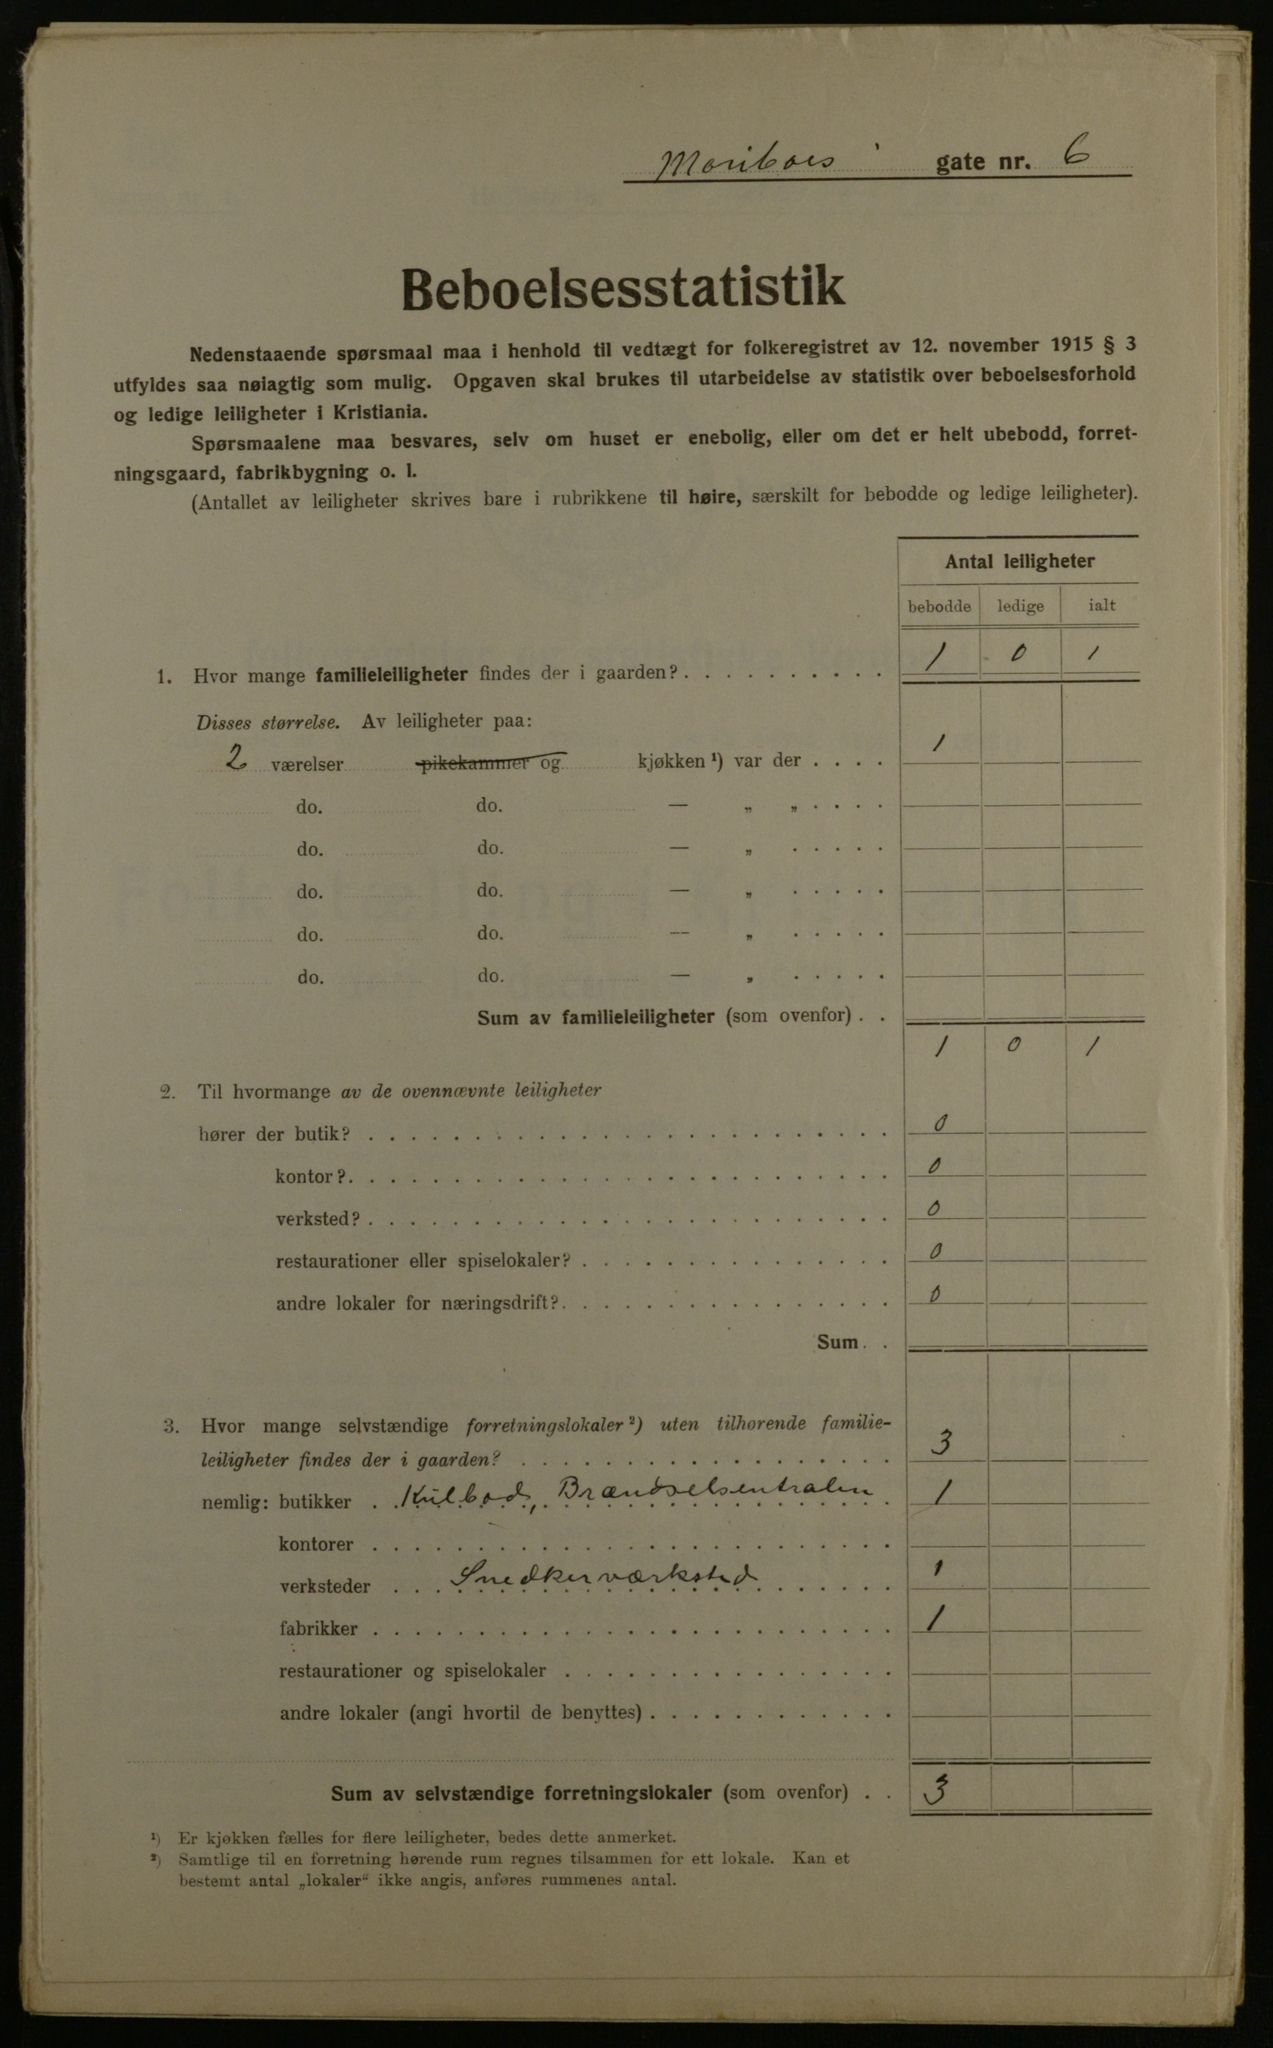 Mariboes gate nr. 6
Beboelsesstatistik
Nedenstaaende spørsmaal maa i henhold til vedtægt for folkeregistret av 12. november 1915 § 3
utfyldes saa nøiagtig som mulig. Opgaven skal brukes til utarbeidelse av statistik over beboelsesforhold
og ledige leiligheter i Kristiania.
Spørsmaalene maa besvares, selv om huset er enebolig, eller om det er helt ubebodd, forret-
ningsgaard, fabrikbygning o. l.
(Antallet av leiligheter skrives bare i rubrikkene til høire, særskilt for bebodde og ledige leiligheter).
Antal leiligheter
bebodde ledige ialt
1. Hvor mange familieleiligheter findes der i gaarden? . . . . . . . . . . 1 0 1
Disses størrelse. Av leiligheter paa:
2 værelser pikekammer og kjøkken ¹) var der . . . . 1
do. do. — „ „ . . . .
do. do. — „ . . . . .
do. do. — „ . . . . .
do. do. — „ . . . . .
do. do. — „ . . . . .
Sum av familieleiligheter (som ovenfor) . . 1 0 1
2. Til hvormange av de ovennævnte leiligheter
hører der butik? . . . . . 0
kontor? . . . . . 0
verksted? . . . . . 0
restaurationer eller spiselokaler? . . . . . 0
andre lokaler for næringsdrift? . . . . . 0
Sum . .
3. Hvor mange selvstændige forretningslokaler ²) uten tilhørende familie-
leiligheter findes der i gaarden? . . . . . 3
nemlig: butikker . Kulbod, Brændselsentralen 1
kontorer . . . . .
verksteder . . . Snedkerværksted . . . 1
fabrikker . . . . . 1
restaurationer og spiselokaler . . . . .
andre lokaler (angi hvortil de benyttes) . . . . .
Sum av selvstændige forretningslokaler (som ovenfor) . . 3
¹) Er kjøkken fælles for flere leiligheter, bedes dette anmerket.
²) Samtlige til en forretning hørende rum regnes tilsammen for ett lokale. Kan et
bestemt antal „lokaler“ ikke angis, anføres rummenes antal.